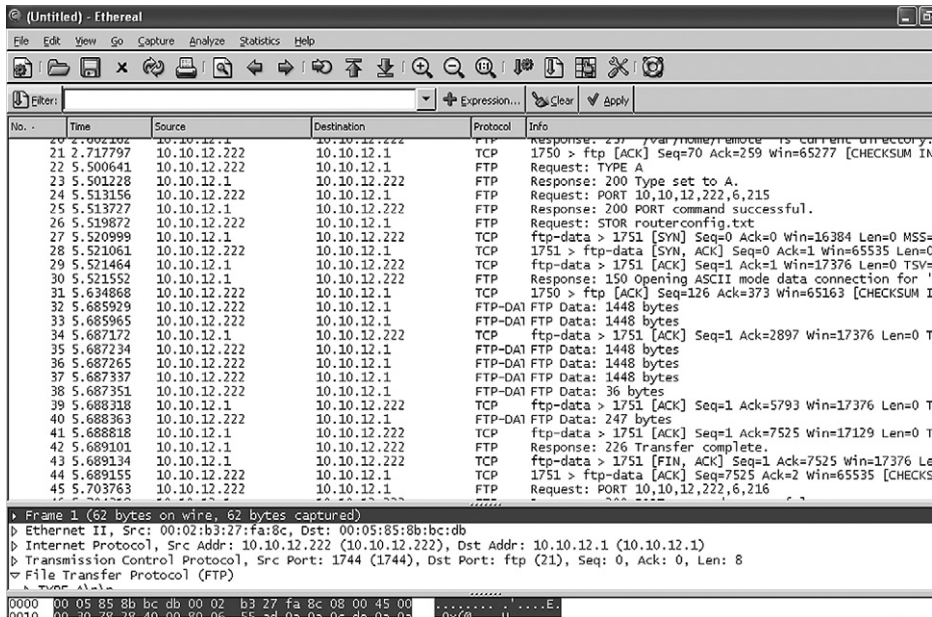 (Untitled) - Ethereal
File Edit View Go Capture Analyze Statistics Help
Filter: Expression... Clear Apply
No. - Time Source Destination Protocol Info
20 2.602162 10.10.12.1 10.10.12.222 FTP Response: 257 "/var/home/remote" is current directory.
21 2.717797 10.10.12.222 10.10.12.1 TCP 1750 > ftp [ACK] Seq=70 Ack=259 Win=65277 [CHECKSUM IN
22 5.500641 10.10.12.222 10.10.12.1 FTP Request: TYPE A
23 5.501228 10.10.12.1 10.10.12.222 FTP Response: 200 Type set to A.
24 5.513156 10.10.12.222 10.10.12.1 FTP Request: PORT 10,10,12,222,6,215
25 5.513727 10.10.12.1 10.10.12.222 FTP Response: 200 PORT command successful.
26 5.519872 10.10.12.222 10.10.12.1 FTP Request: STOR routerconfig.txt
27 5.520999 10.10.12.1 10.10.12.222 TCP ftp-data > 1751 [SYN] Seq=0 Ack=0 Win=16384 Len=0 MSS=
28 5.521061 10.10.12.222 10.10.12.1 TCP 1751 > ftp-data [SYN, ACK] Seq=0 Ack=1 Win=65535 Len=0
29 5.521464 10.10.12.1 10.10.12.222 TCP ftp-data > 1751 [ACK] Seq=1 Ack=1 Win=17376 Len=0 TSV=
30 5.521552 10.10.12.1 10.10.12.222 FTP Response: 150 Opening ASCII mode data connection for '
31 5.634868 10.10.12.222 10.10.12.1 TCP 1750 > ftp [ACK] Seq=126 Ack=373 Win=65163 [CHECKSUM I
32 5.685929 10.10.12.222 10.10.12.1 FTP-DAT FTP Data: 1448 bytes
33 5.685965 10.10.12.222 10.10.12.1 FTP-DAT FTP Data: 1448 bytes
34 5.687172 10.10.12.1 10.10.12.222 TCP ftp-data > 1751 [ACK] Seq=1 Ack=2897 Win=17376 Len=0 T
35 5.687234 10.10.12.222 10.10.12.1 FTP-DAT FTP Data: 1448 bytes
36 5.687265 10.10.12.222 10.10.12.1 FTP-DAT FTP Data: 1448 bytes
37 5.687337 10.10.12.222 10.10.12.1 FTP-DAT FTP Data: 1448 bytes
38 5.687351 10.10.12.222 10.10.12.1 FTP-DAT FTP Data: 36 bytes
39 5.688318 10.10.12.1 10.10.12.222 TCP ftp-data > 1751 [ACK] Seq=1 Ack=5793 Win=17376 Len=0 T
40 5.688363 10.10.12.222 10.10.12.1 FTP-DAT FTP Data: 247 bytes
41 5.688818 10.10.12.1 10.10.12.222 TCP ftp-data > 1751 [ACK] Seq=1 Ack=7525 Win=17129 Len=0 T
42 5.689101 10.10.12.1 10.10.12.222 FTP Response: 226 Transfer complete.
43 5.689134 10.10.12.1 10.10.12.222 TCP ftp-data > 1751 [FIN, ACK] Seq=1 Ack=7525 Win=17376 Le
44 5.689155 10.10.12.222 10.10.12.1 TCP 1751 > ftp-data [ACK] Seq=7525 Ack=2 Win=65535 [CHECKS
45 5.703763 10.10.12.222 10.10.12.1 FTP Request: PORT 10,10,12,222,6,216
Frame 1 (62 bytes on wire, 62 bytes captured)
Ethernet II, Src: 00:02:b3:27:fa:8c, Dst: 00:05:85:8b:bc:db
Internet Protocol, Src Addr: 10.10.12.222 (10.10.12.222), Dst Addr: 10.10.12.1 (10.10.12.1)
Transmission Control Protocol, Src Port: 1744 (1744), Dst Port: ftp (21), Seq: 0, Ack: 0, Len: 8
File Transfer Protocol (FTP)
0000 00 05 85 8b bc db 00 02 b3 27 fa 8c 08 00 45 00 ........ .'....E.